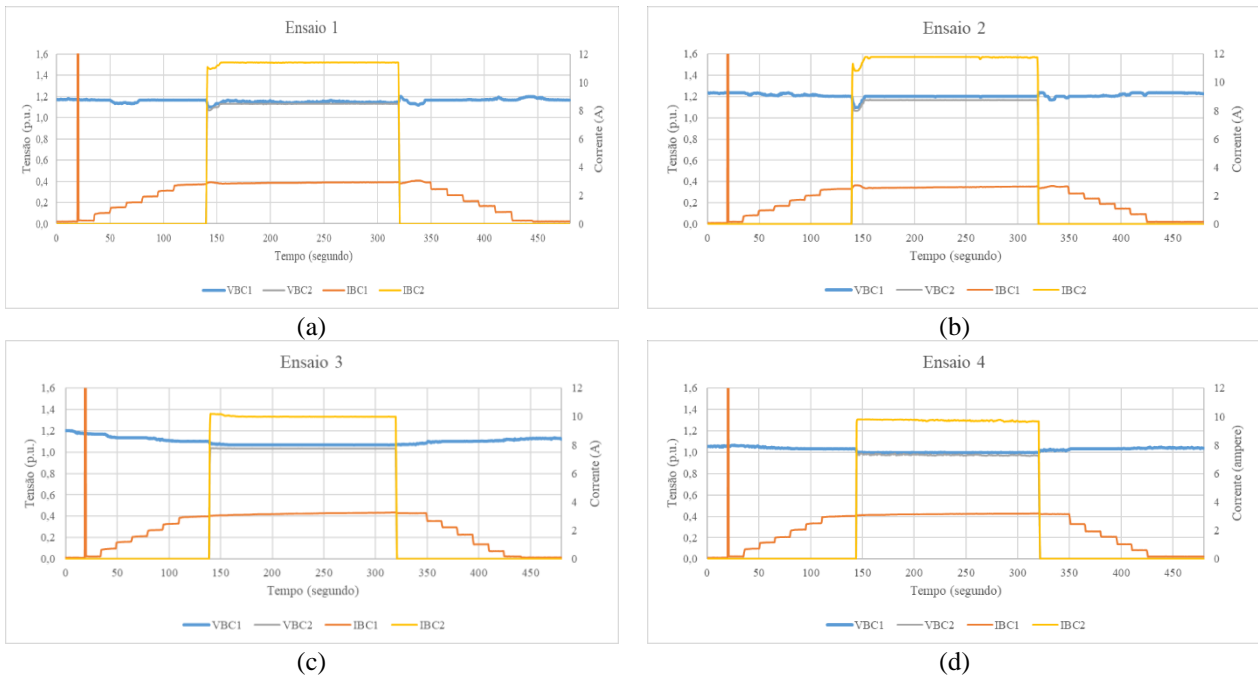 Ensaio 1
1,6
1,4
1,2
1,0
0,8
0,6
0,4
0,2
0,0
Tensão (p.u.)
12
10
8
6
4
2
0
Corrente (A)
0 50 100 150 200 250 300 350 400 450
Tempo (segundo)
VBC1 VBC2 IBC1 IBC2
(a)
Ensaio 2
1,6
1,4
1,2
1,0
0,8
0,6
0,4
0,2
0,0
Tensão (p.u.)
12
10
8
6
4
2
0
Corrente (A)
0 50 100 150 200 250 300 350 400 450
Tempo (segundo)
VBC1 VBC2 IBC1 IBC2
(b)
Ensaio 3
1,6
1,4
1,2
1,0
0,8
0,6
0,4
0,2
0,0
Tensão (p.u.)
12
10
8
6
4
2
0
Corrente (A)
0 50 100 150 200 250 300 350 400 450
Tempo (segundo)
VBC1 VBC2 IBC1 IBC2
(c)
Ensaio 4
1,6
1,4
1,2
1,0
0,8
0,6
0,4
0,2
0,0
Tensão (p.u.)
12
10
8
6
4
2
0
Corrente (ampere)
0 50 100 150 200 250 300 350 400 450
Tempo (segundo)
VBC1 VBC2 IBC1 IBC2
(d)